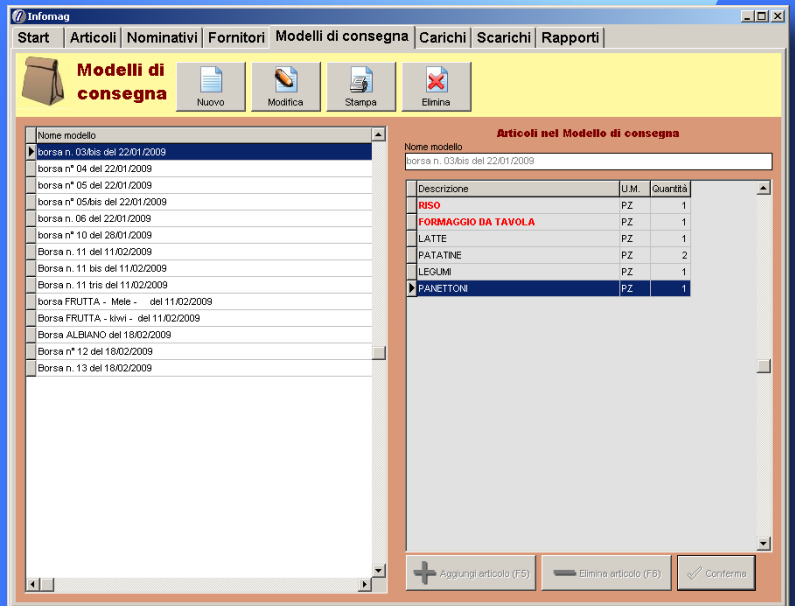 Infomag
Start Articoli Nominativi Fornitori Modelli di consegna Carichi Scarichi Rapporti
Modelli di
consegna
Nuovo Modifica Stampa Elimina
Nome modello
borsa n. 03/bis del 22/01/2009
borsa n° 04 del 22/01/2009
borsa n° 05 del 22/01/2009
borsa n° 05/bis del 22/01/2009
borsa n. 06 del 22/01/2009
borsa n° 10 del 28/01/2009
Borsa n. 11 del 11/02/2009
Borsa n. 11 bis del 11/02/2009
Borsa n. 11 tris del 11/02/2009
borsa FRUTTA - Mele - del 11/02/2009
Borsa FRUTTA - kiwi - del 11/02/2009
Borsa ALBIANO del 18/02/2009
Borsa n° 12 del 18/02/2009
Borsa n. 13 del 18/02/2009
Articoli nel Modello di consegna
Nome modello
borsa n. 03/bis del 22/01/2009
Descrizione U.M. Quantità
RISO PZ 1
FORMAGGIO DA TAVOLA PZ 1
LATTE PZ 1
PATATINE PZ 2
LEGUMI PZ 1
PANETTONI PZ 1
Aggiungi articolo (F5) Elimina articolo (F6) Conferma